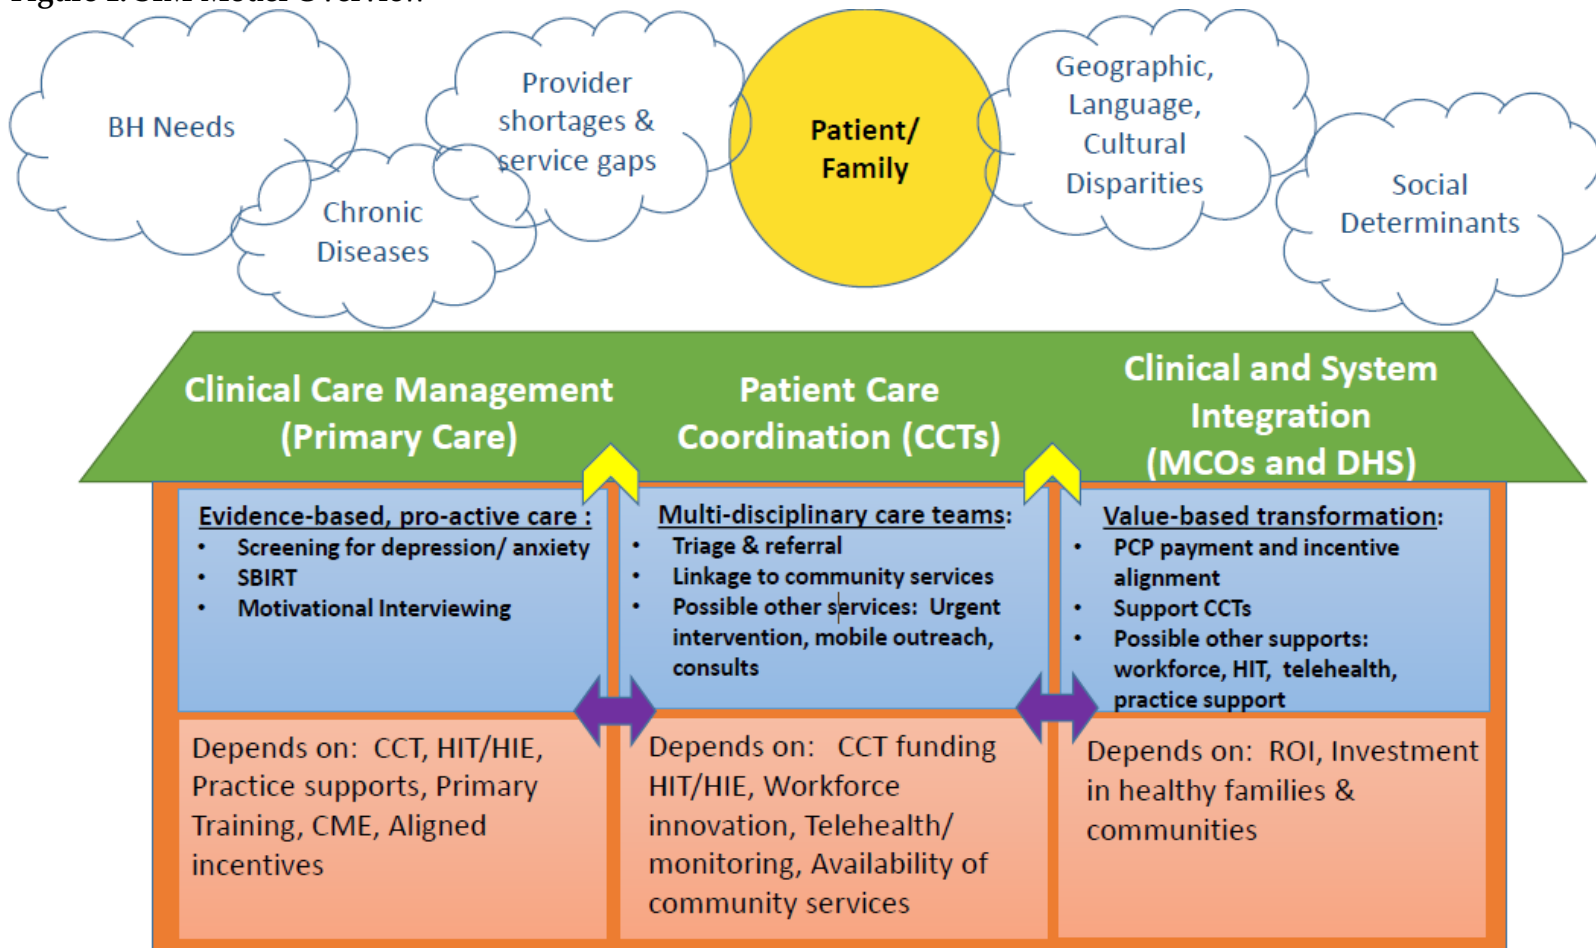 Figure 1. SIM Model Overview
BH Needs
Chronic
Diseases
Provider
shortages &
service gaps
Patient/
Family
Geographic,
Language,
Cultural
Disparities
Social
Determinants
Clinical Care Management
(Primary Care)
Patient Care
Coordination (CCTs)
Clinical and System
Integration
(MCOs and DHS)
Evidence-based, pro-active care :
• Screening for depression/ anxiety
• SBIRT
• Motivational Interviewing
Multi-disciplinary care teams:
• Triage & referral
• Linkage to community services
• Possible other services: Urgent
intervention, mobile outreach,
consults
Value-based transformation:
• PCP payment and incentive
alignment
• Support CCTs
• Possible other supports:
workforce, HIT, telehealth,
practice support
Depends on: CCT, HIT/HIE,
Practice supports, Primary
Training, CME, Aligned
incentives
Depends on: CCT funding
HIT/HIE, Workforce
innovation, Telehealth/
monitoring, Availability of
community services
Depends on: ROI, Investment
in healthy families &
communities